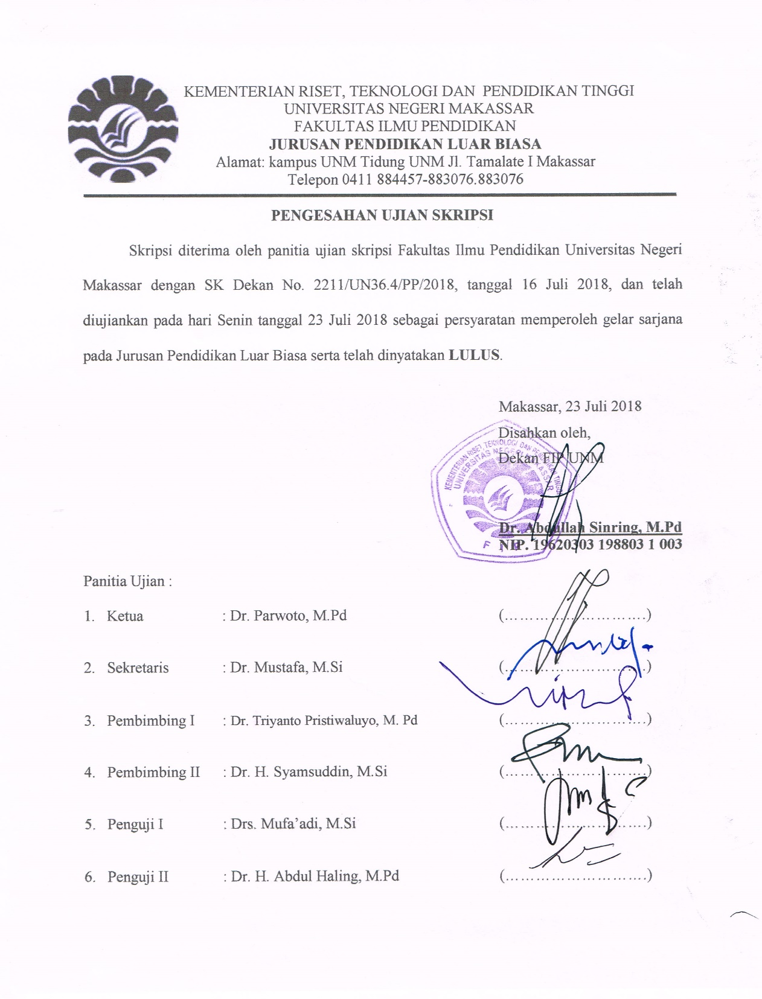 KEMENTERIAN RISET, TEKNOLOGI DAN PENDIDIKAN TINGGI
UNIVERSITAS NEGERI MAKASSAR
FAKULTAS ILMU PENDIDIKAN
JURUSAN PENDIDIKAN LUAR BIASA
Alamat: kampus UNM Tidung UNM Jl. Tamalate I Makassar
Telepon 0411 884457-883076.883076
PENGESAHAN UJIAN SKRIPSI
Skripsi diterima oleh panitia ujian skripsi Fakultas Ilmu Pendidikan Universitas Negeri
Makassar dengan SK Dekan No. 2211/UN36.4/PP/2018, tanggal 16 Juli 2018, dan telah
diujiankan pada hari Senin tanggal 23 Juli 2018 sebagai persyaratan memperoleh gelar sarjana
pada Jurusan Pendidikan Luar Biasa serta telah dinyatakan LULUS.
Makassar, 23 Juli 2018
Disahkan oleh,
Dekan FIP UNM
KEMENTERIAN RISET, TEKNOLOGI DAN PENDIDIKAN TINGGI
UNIVERSITAS NEGERI MAKASSAR
F I P
Dr. Abdullah Sinring, M.Pd
NIP. 19620303 198803 1 003
Panitia Ujian :
1. Ketua : Dr. Parwoto, M.Pd (……………………….)
2. Sekretaris : Dr. Mustafa, M.Si (……………………….)
3. Pembimbing I : Dr. Triyanto Pristiwaluyo, M. Pd (……………………….)
4. Pembimbing II : Dr. H. Syamsuddin, M.Si (……………………….)
5. Penguji I : Drs. Mufa’adi, M.Si (……………………….)
6. Penguji II : Dr. H. Abdul Haling, M.Pd (……………………….)